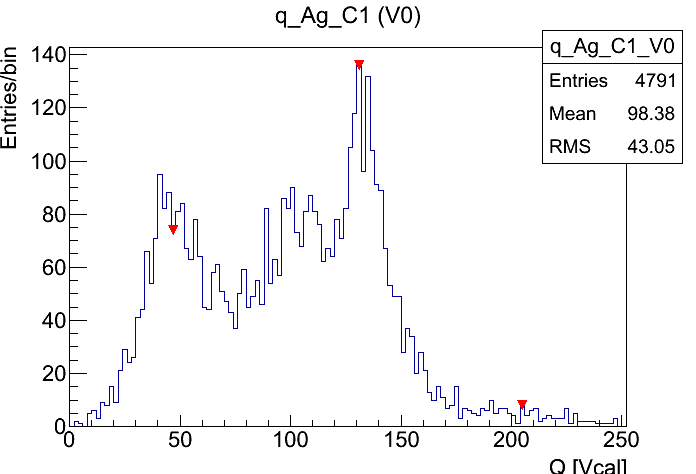 q_Ag_C1 (V0)
q_Ag_C1_V0
Entries 4791
Mean 98.38
RMS 43.05
Entries/bin
140
120
100
80
60
40
20
0
0 50 100 150 200 250
Q [Vcal]